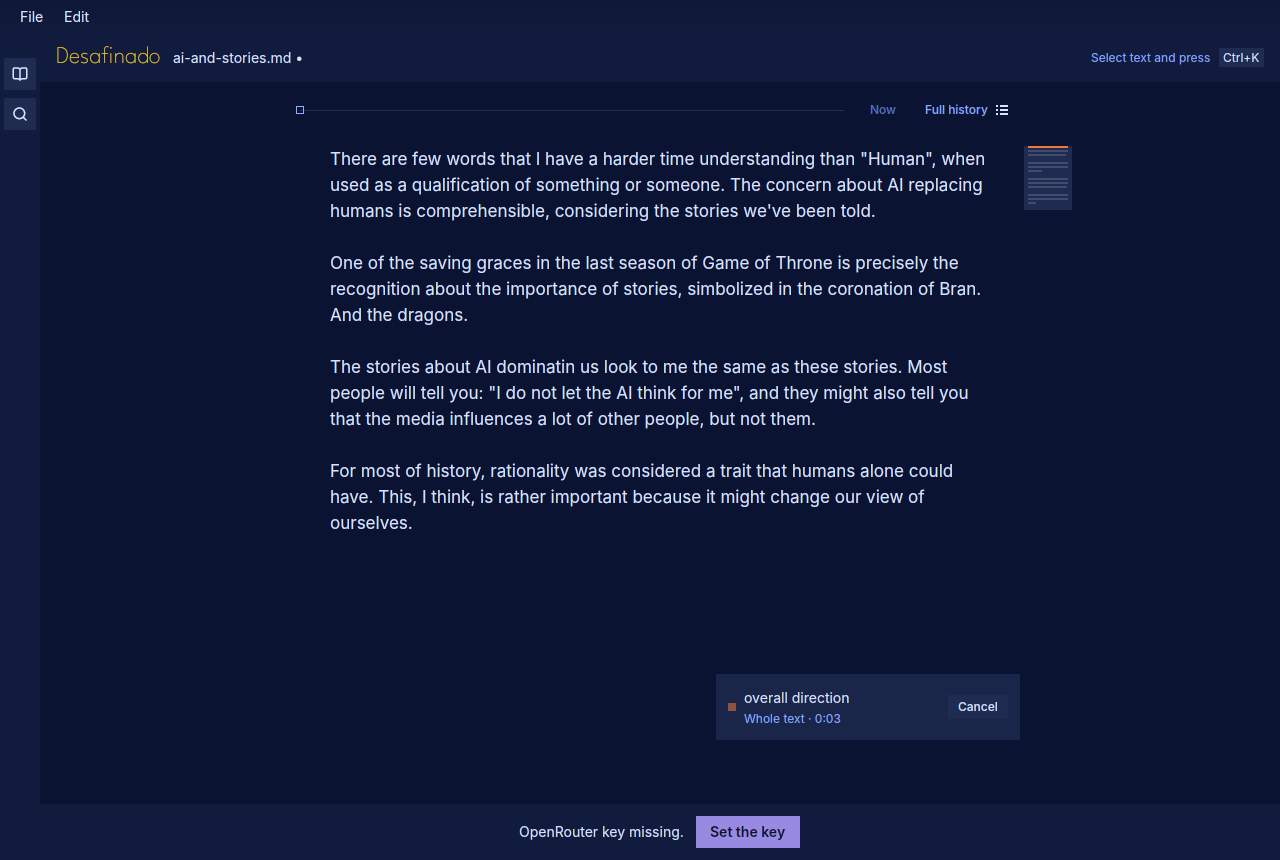 File Edit
Desafinado ai-and-stories.md •
Select text and press Ctrl+K
Now Full history
There are few words that I have a harder time understanding than "Human", when
used as a qualification of something or someone. The concern about AI replacing
humans is comprehensible, considering the stories we've been told.
One of the saving graces in the last season of Game of Throne is precisely the
recognition about the importance of stories, simbolized in the coronation of Bran.
And the dragons.
The stories about AI dominatin us look to me the same as these stories. Most
people will tell you: "I do not let the AI think for me", and they might also tell you
that the media influences a lot of other people, but not them.
For most of history, rationality was considered a trait that humans alone could
have. This, I think, is rather important because it might change our view of
ourselves.
overall direction
Whole text · 0:03
Cancel
OpenRouter key missing. Set the key